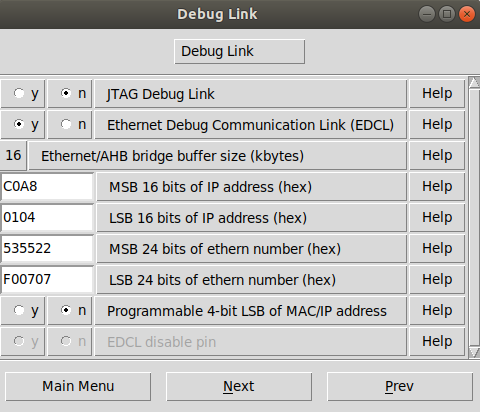 Debug Link
Debug Link
y n JTAG Debug Link Help
y n Ethernet Debug Communication Link (EDCL) Help
16 Ethernet/AHB bridge buffer size (kbytes) Help
C0A8 MSB 16 bits of IP address (hex) Help
0104 LSB 16 bits of IP address (hex) Help
535522 MSB 24 bits of ethern number (hex) Help
F00707 LSB 24 bits of ethern number (hex) Help
y n Programmable 4-bit LSB of MAC/IP address Help
y n EDCL disable pin Help
Main Menu Next Prev